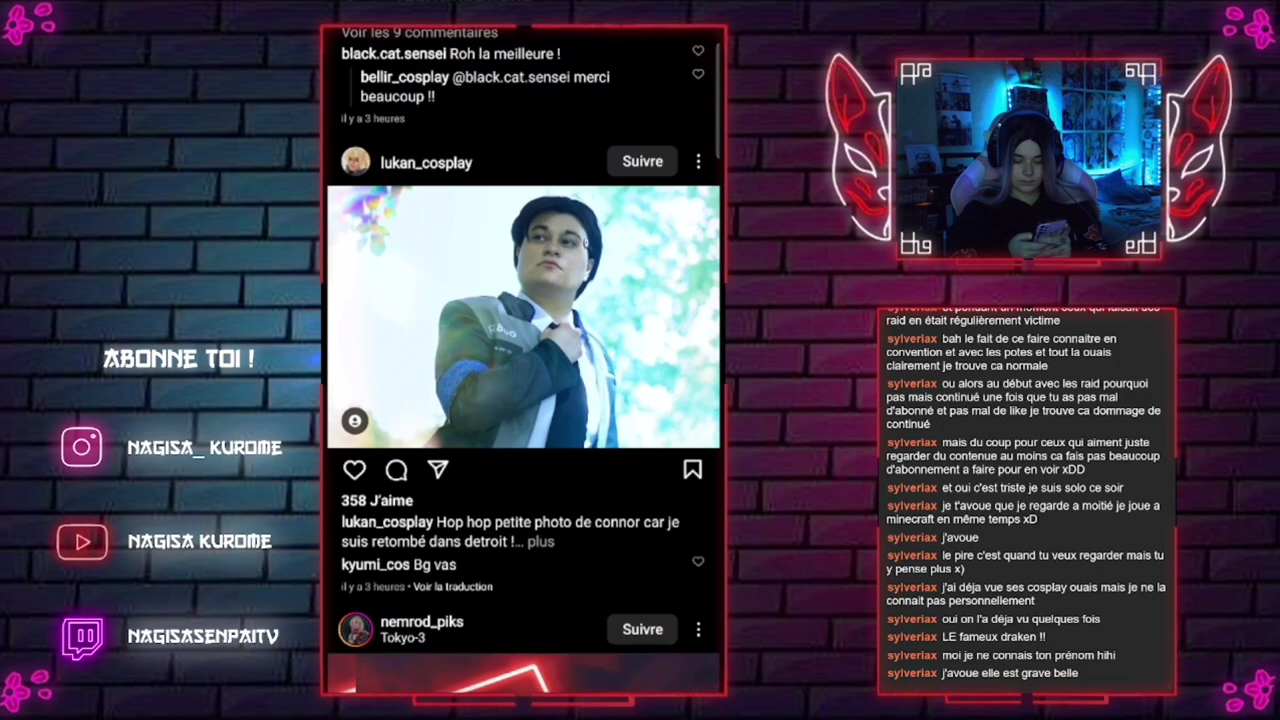 Voir les 9 commentaires
black.cat.sensei Roh la meilleure !
bellir_cosplay @black.cat.sensei merci
beaucoup !!
il y a 3 heures
lukan_cosplay
Suivre
358 J'aime
lukan_cosplay Hop hop petite photo de connor car je
suis retombé dans detroit !... plus
kyumi_cos Bg vas
il y a 3 heures • Voir la traduction
nemrod_piks
Tokyo-3
Suivre
ABONNE TOI !
NAGISA_ KUROME
NAGISA KUROME
NAGISASENPAITV
raid en était régulièrement victime
sylveriax bah le fait de ce faire connaitre en
convention et avec les potes et tout la ouais
clairement je trouve ca normale
sylveriax ou alors au début avec les raid pourquoi
pas mais continué une fois que tu as pas mal
d'abonné et pas mal de like je trouve ca dommage de
continué
sylveriax mais du coup pour ceux qui aiment juste
regarder du contenue au moins ca fais pas beaucoup
d'abonnement a faire pour en voir xDD
sylveriax et oui c'est triste je suis solo ce soir
sylveriax je t'avoue que je regarde a moitié je joue a
minecraft en même temps xD
sylveriax j'avoue
sylveriax le pire c'est quand tu veux regarder mais tu
y pense plus x)
sylveriax j'ai déja vue ses cosplay ouais mais je ne la
connait pas personnellement
sylveriax oui on l'a déja vu quelques fois
sylveriax LE fameux draken !!
sylveriax moi je ne connais ton prénom hihi
sylveriax j'avoue elle est grave belle